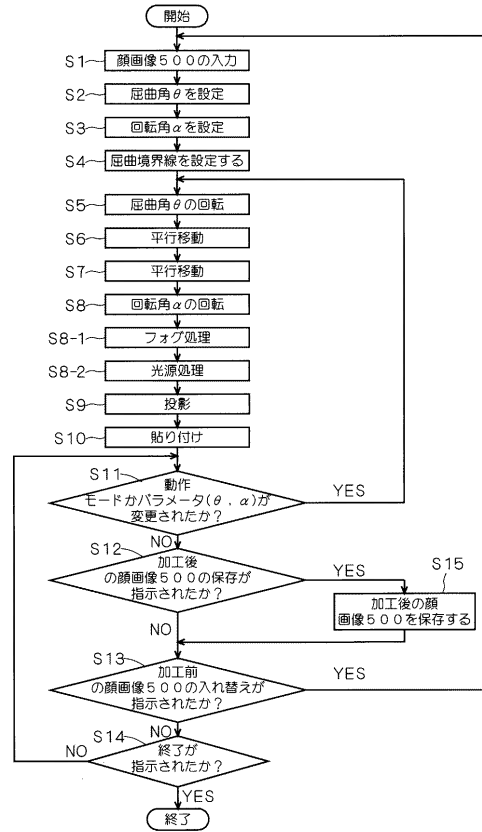 開始
S1
顔画像500の入力
S2
屈曲角θを設定
S3
回転角αを設定
S4
屈曲境界線を設定する
S5
屈曲角θの回転
S6
平行移動
S7
平行移動
S8
回転角αの回転
S8-1
フォグ処理
S8-2
光源処理
S9
投影
S10
貼り付け
S11
動作
モードかパラメータ(θ,α)が
変更されたか?
YES
NO
S12
加工後
の顔画像500の保存が
指示されたか?
YES
S15
加工後の顔
画像500を保存する
NO
S13
加工前
の顔画像500の入れ替えが
指示されたか?
YES
NO
S14
終了が
指示されたか?
NO
YES
終了